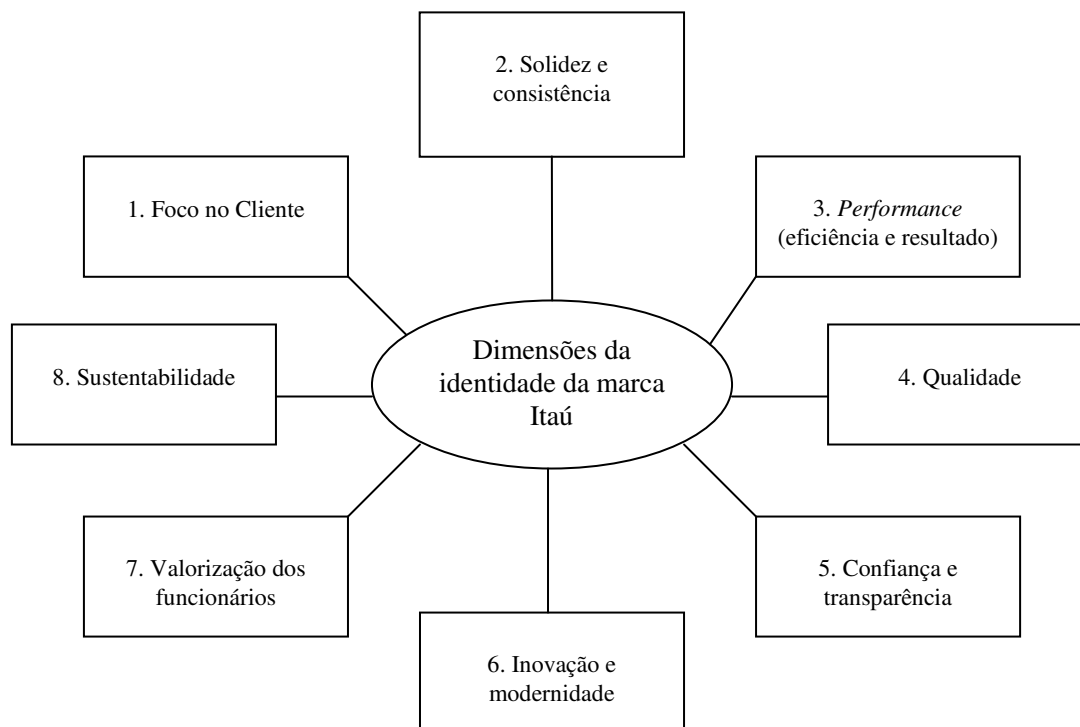 2. Solidez e
consistência
1. Foco no Cliente
3. Performance
(eficiência e resultado)
Dimensões da
identidade da marca
Itaú
8. Sustentabilidade
4. Qualidade
7. Valorização dos
funcionários
5. Confiança e
transparência
6. Inovação e
modernidade